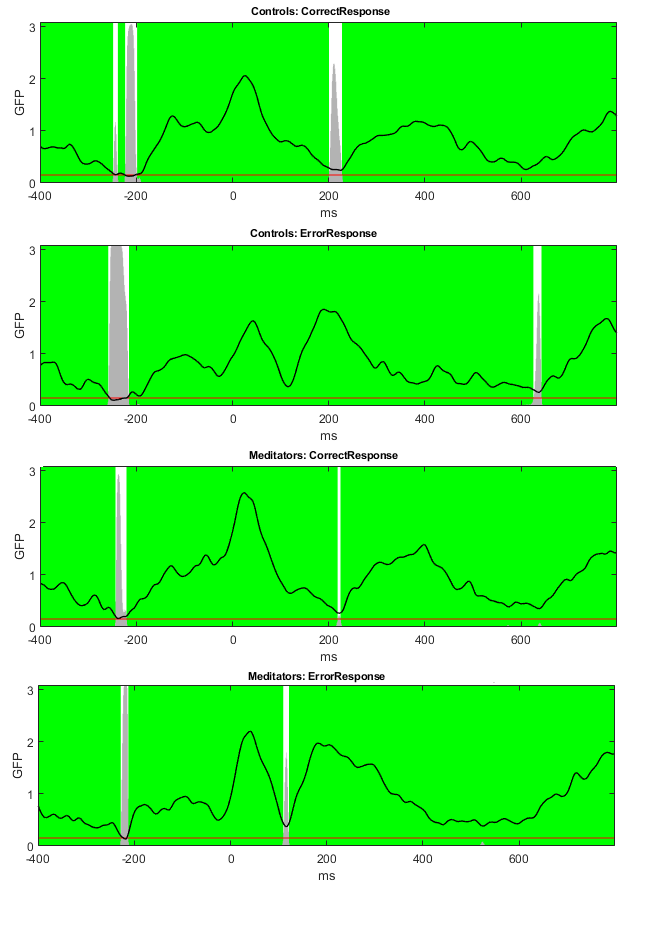 Controls: CorrectResponse
3
2
1
0
GFP
-400 -200 0 200 400 600
ms
Controls: ErrorResponse
3
2
1
0
GFP
-400 -200 0 200 400 600
ms
Meditators: CorrectResponse
3
2
1
0
GFP
-400 -200 0 200 400 600
ms
Meditators: ErrorResponse
3
2
1
0
GFP
-400 -200 0 200 400 600
ms